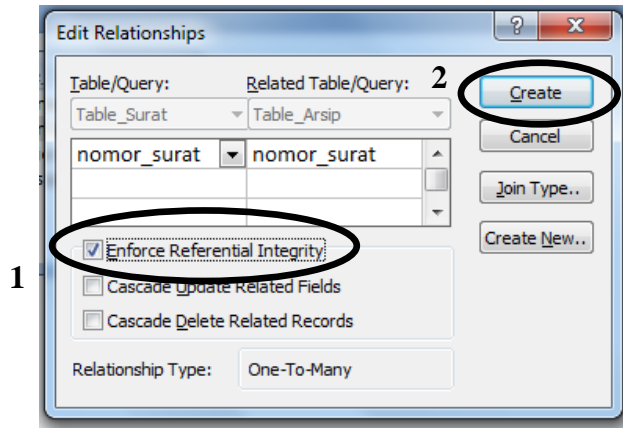 Edit Relationships
?
Table/Query: Related Table/Query: 2
Table_Surat Table_Arsip
Create
Cancel
nomor_surat nomor_surat
Join Type..
Create New..
Enforce Referential Integrity
1
Cascade Update Related Fields
Cascade Delete Related Records
Relationship Type: One-To-Many